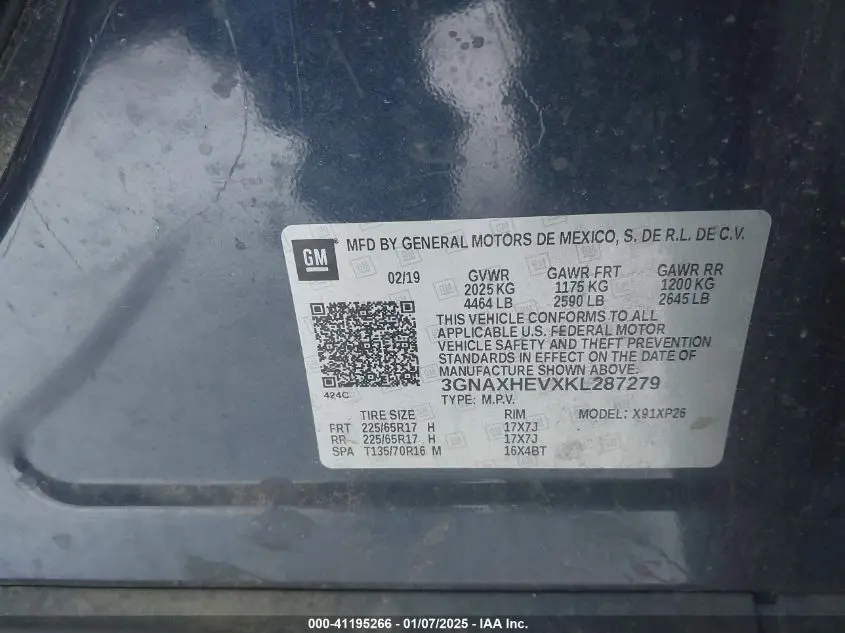 GM
MFD BY GENERAL MOTORS DE MEXICO, S. DE R.L. DE C.V.
02/19 GVWR GAWR FRT GAWR RR
2025 KG 1175 KG 1200 KG
4464 LB 2590 LB 2645 LB
THIS VEHICLE CONFORMS TO ALL
APPLICABLE U.S. FEDERAL MOTOR
VEHICLE SAFETY AND THEFT PREVENTION
STANDARDS IN EFFECT ON THE DATE OF
MANUFACTURE SHOWN ABOVE.
3GNAXHEVXKL287279
424C
TYPE: M.P.V.
TIRE SIZE RIM MODEL: X91XP26
FRT 225/65R17 H 17X7J
RR 225/65R17 H 17X7J
SPA T135/70R16 M 16X4BT
000-41195266 - 01/07/2025 - IAA Inc.